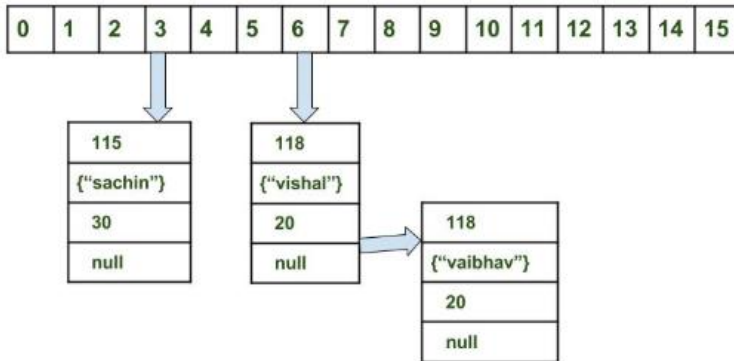 0 1 2 3 4 5 6 7 8 9 10 11 12 13 14 15
115
{“sachin”}
30
null
118
{“vishal”}
20
null
118
{“vaibhav”}
20
null